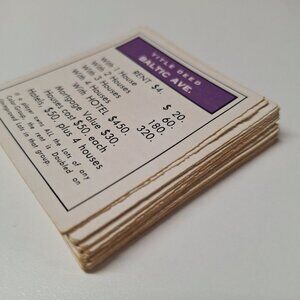 TITLE DEED
BALTIC AVE.
RENT $4.
With 1 House $ 20.
With 2 Houses 60.
With 3 Houses 180.
With 4 Houses 320.
With HOTEL $450.
Mortgage Value $30.
Houses cost $50. each
Hotels, $50. plus 4 houses
If a player owns ALL the Lots of any
Color-Group, the rent is Doubled on
Lots in that group.